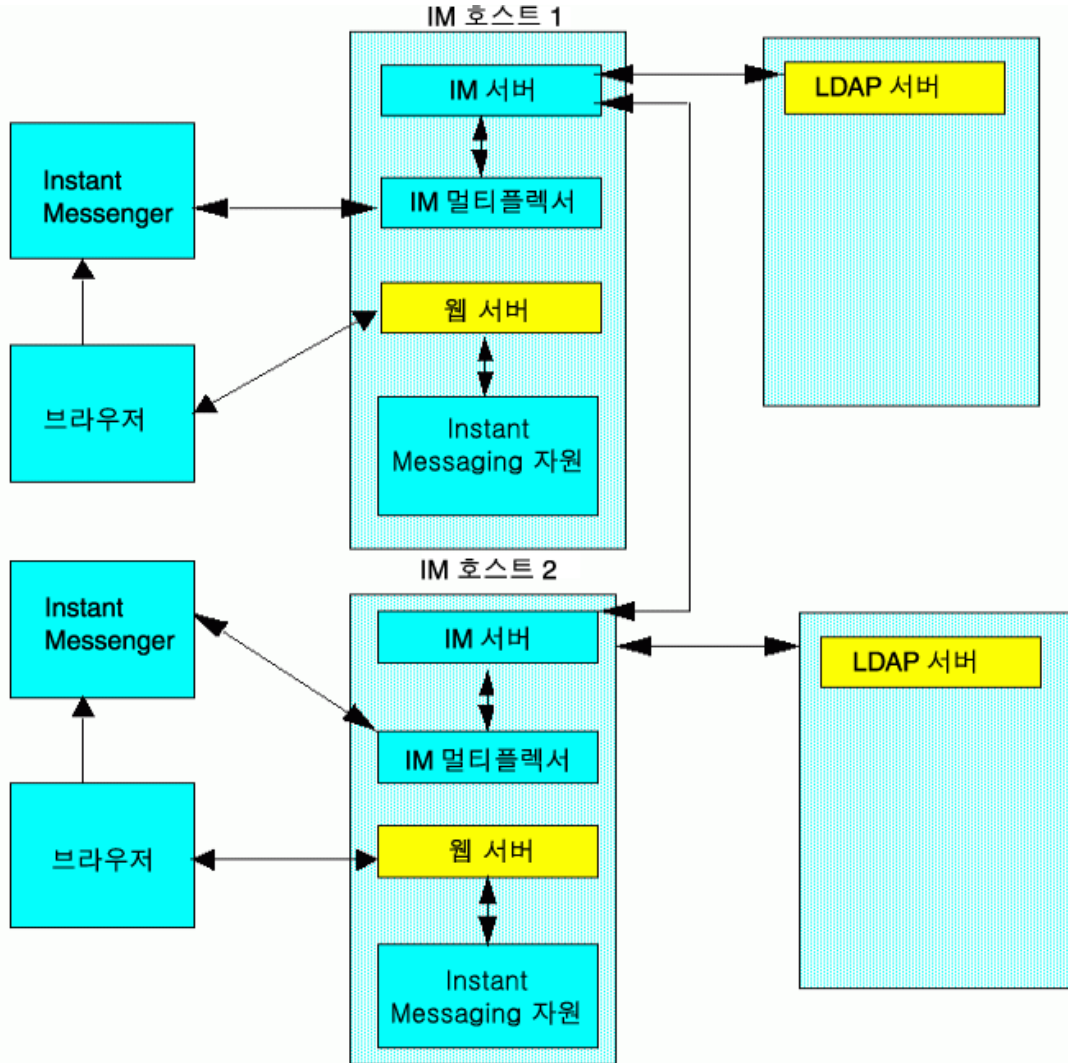 IM 호스트 1
IM 서버
LDAP 서버
Instant
Messenger
IM 멀티플렉서
웹 서버
브라우저
Instant
Messaging 자원
IM 호스트 2
Instant
Messenger
IM 서버
LDAP 서버
IM 멀티플렉서
브라우저
웹 서버
Instant
Messaging 자원